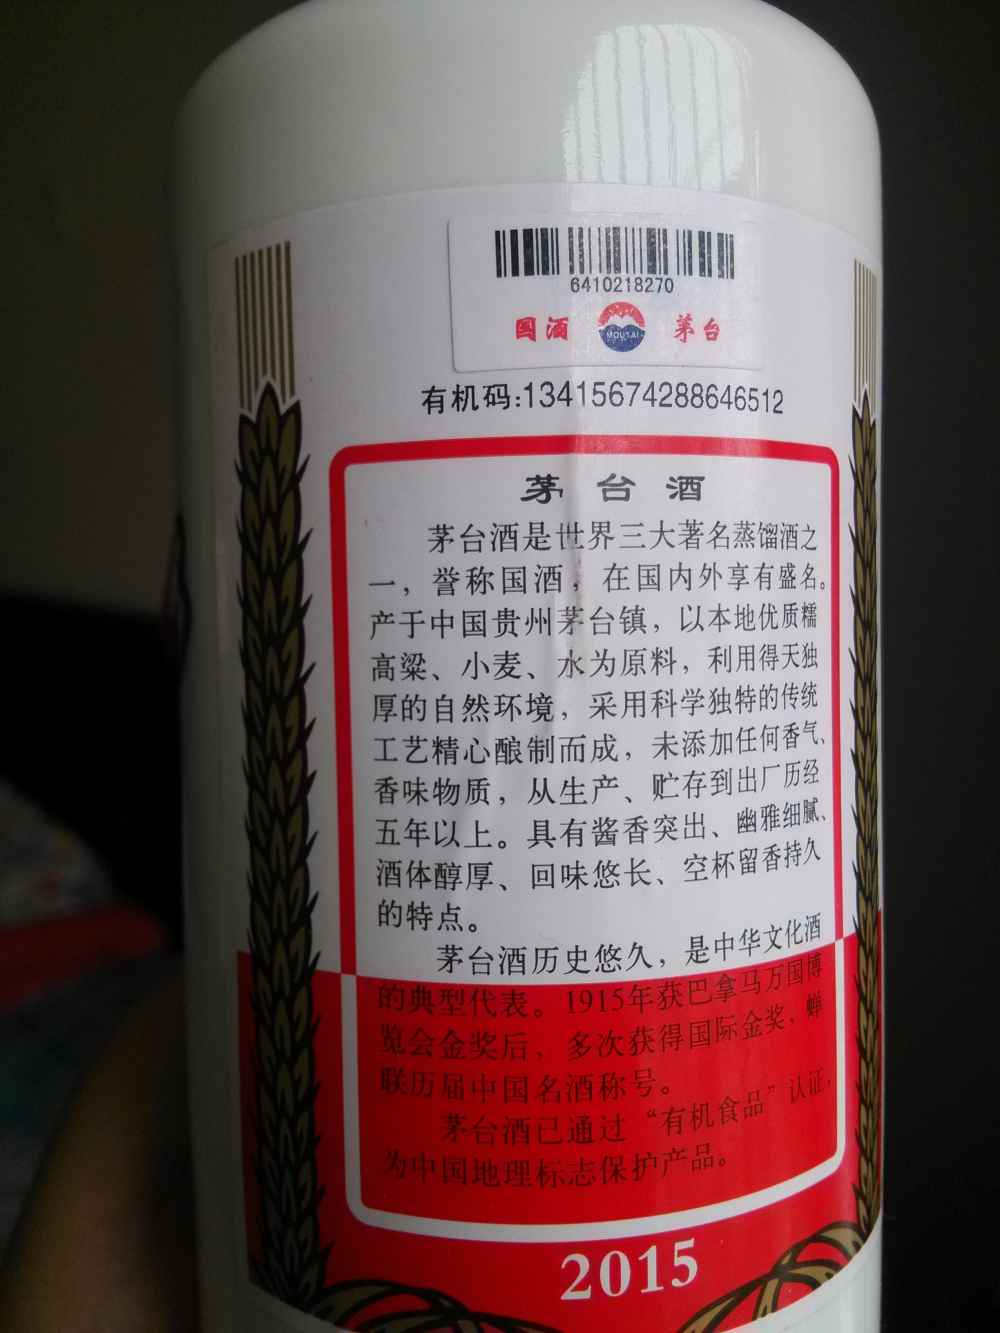 6410218270
国酒 MOUTAI 茅台
有机码:13415674288646512
茅台酒
茅台酒是世界三大著名蒸馏酒之
一，誉称国酒，在国内外享有盛名。
产于中国贵州茅台镇，以本地优质糯
高粱、小麦、水为原料，利用得天独
厚的自然环境，采用科学独特的传统
工艺精心酿制而成，未添加任何香气、
香味物质，从生产、贮存到出厂历经
五年以上。具有酱香突出、幽雅细腻、
酒体醇厚、回味悠长、空杯留香持久
的特点。
茅台酒历史悠久，是中华文化酒
的典型代表。1915年获巴拿马万国博
览会金奖后，多次获得国际金奖，蝉
联历届中国名酒称号。
茅台酒已通过“有机食品”认证，
为中国地理标志保护产品。
2015